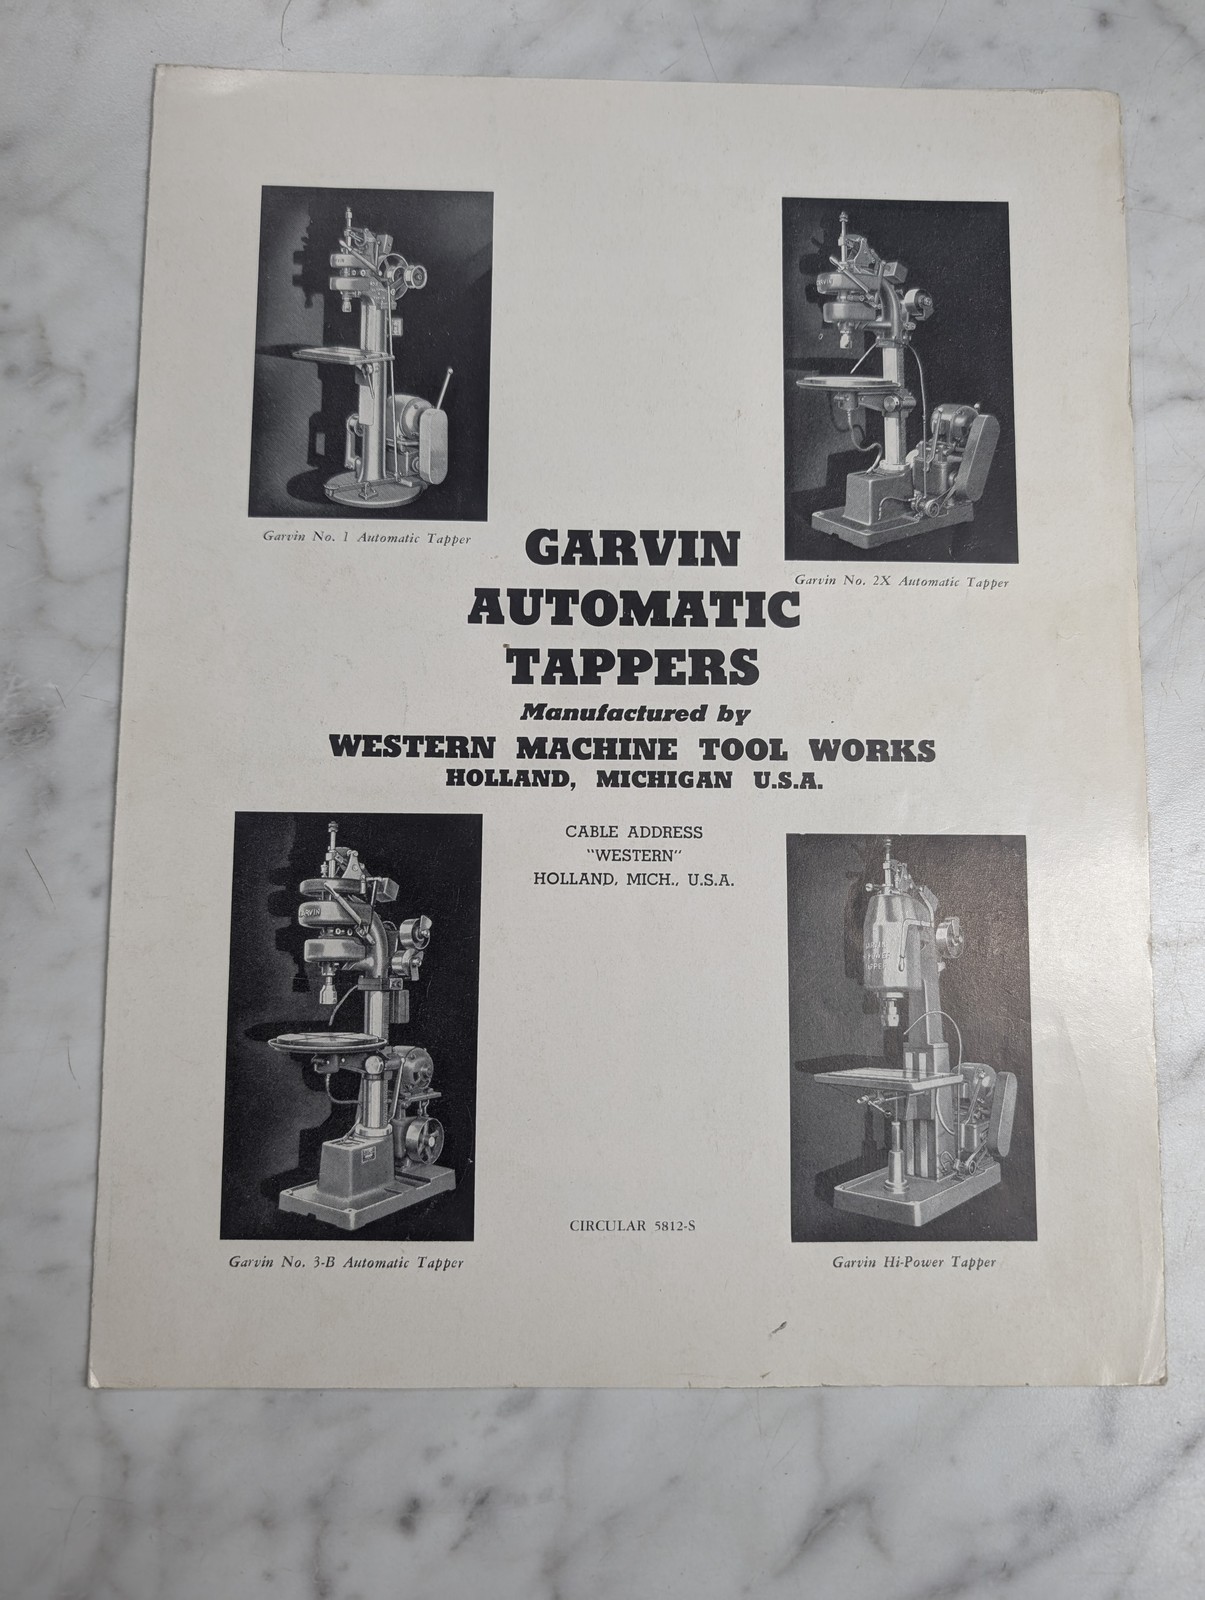 Garvin No. 1 Automatic Tapper
Garvin No. 2X Automatic Tapper
GARVIN
AUTOMATIC
TAPPERS
Manufactured by
WESTERN MACHINE TOOL WORKS
HOLLAND, MICHIGAN U.S.A.
CABLE ADDRESS
"WESTERN"
HOLLAND, MICH., U.S.A.
GARVIN
CIRCULAR 5812-S
Garvin No. 3-B Automatic Tapper
Garvin Hi-Power Tapper